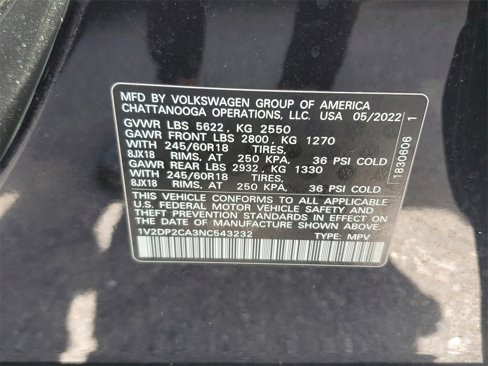 MFD. BY VOLKSWAGEN GROUP OF AMERICA
CHATTANOOGA OPERATIONS, LLC. USA 05/2022
GVWR LBS 5622, KG 2550
GAWR FRONT LBS 2800, KG 1270
WITH 245/60R18 TIRES,
8JX18 RIMS, AT 250 KPA, 36 PSI COLD
GAWR REAR LBS 2932, KG 1330
WITH 245/60R18 TIRES,
8JX18 RIMS, AT 250 KPA, 36 PSI COLD
THIS VEHICLE CONFORMS TO ALL APPLICABLE
U.S. FEDERAL MOTOR VEHICLE SAFETY AND
THEFT PREVENTION STANDARDS IN EFFECT ON
THE DATE OF MANUFACTURE SHOWN ABOVE.
1V2DP2CA3NC543232 TYPE: MPV
1830606 1